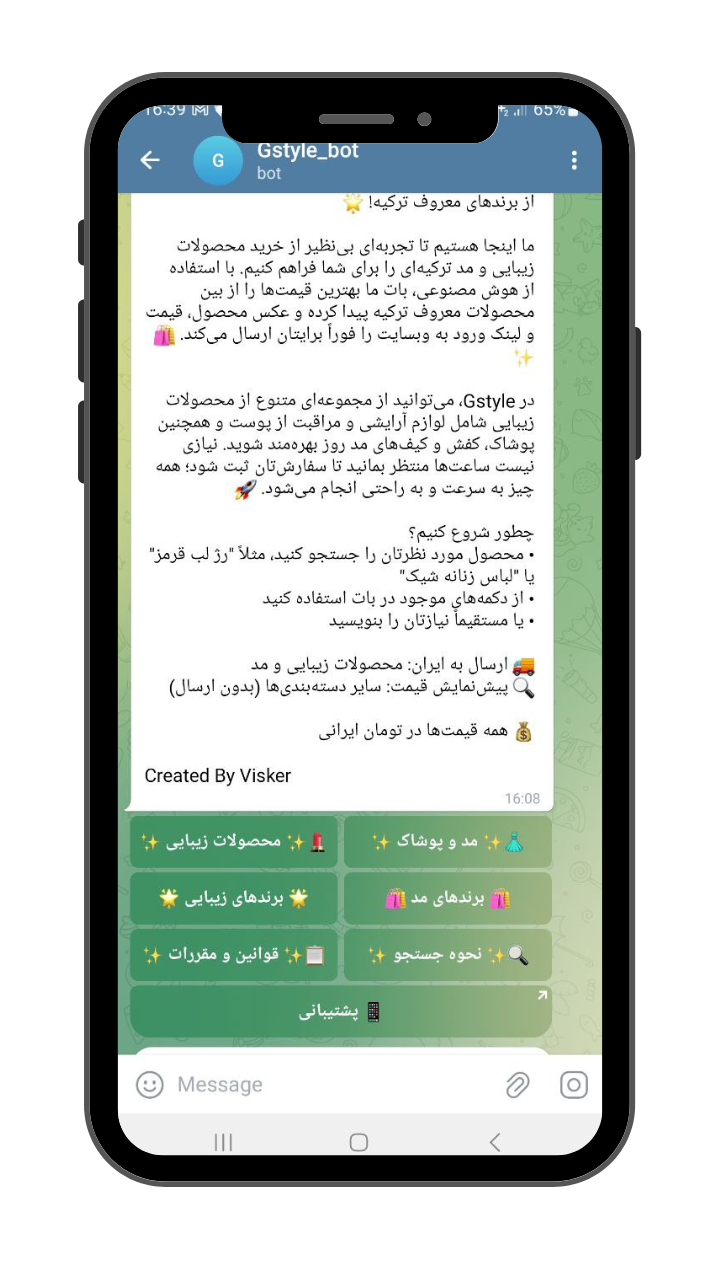 16:39
65%
Gstyle_bot
G
bot
از برندهای معروف ترکیه! 🌟
ما اینجا هستیم تا تجربه‌ای بی‌نظیر از خرید محصولات
زیبایی و مد ترکیه‌ای را برای شما فراهم کنیم. با استفاده
از هوش مصنوعی، بات ما بهترین قیمت‌ها را از بین
محصولات معروف ترکیه پیدا کرده و عکس محصول، قیمت
و لینک ورود به وبسایت را فوراً برایتان ارسال می‌کند. 🛍️
✨
در Gstyle، می‌توانید از مجموعه‌ای متنوع از محصولات
زیبایی شامل لوازم آرایشی و مراقبت از پوست و همچنین
پوشاک، کفش و کیف‌های مد روز بهره‌مند شوید. نیازی
نیست ساعت‌ها منتظر بمانید تا سفارش‌تان ثبت شود؛ همه
چیز به سرعت و به راحتی انجام می‌شود. 🚀
چطور شروع کنیم؟
• محصول مورد نظرتان را جستجو کنید، مثلاً "رژ لب قرمز"
یا "لباس زنانه شیک"
• از دکمه‌های موجود در بات استفاده کنید
• یا مستقیماً نیازتان را بنویسید
🚚 ارسال به ایران: محصولات زیبایی و مد
🔍 پیش‌نمایش قیمت: سایر دسته‌بندی‌ها (بدون ارسال)
💰 همه قیمت‌ها در تومان ایرانی
Created By Visker
16:08
👗✨ مد و پوشاک ✨
💄✨ محصولات زیبایی ✨
🛍️ برندهای مد 🛍️
🌟 برندهای زیبایی 🌟
🔍✨ نحوه جستجو ✨
📋✨ قوانین و مقررات ✨
📱 پشتیبانی
Message